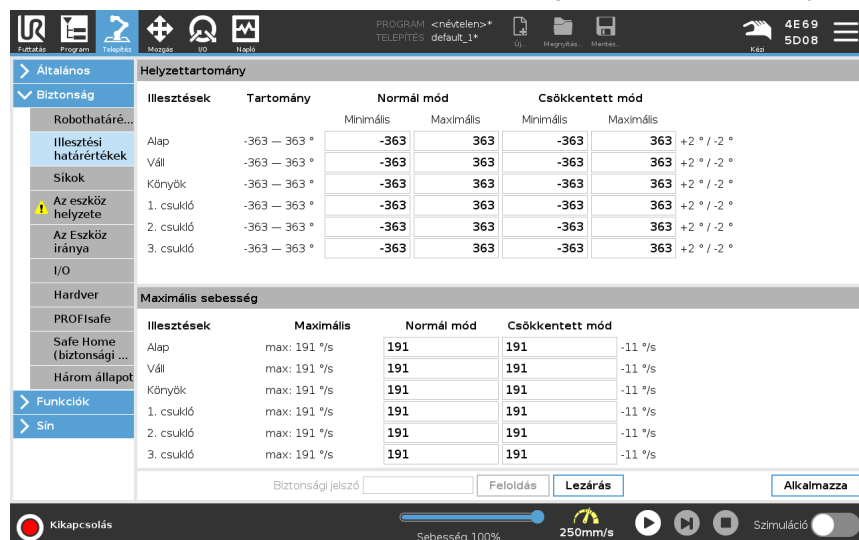 PROGRAM <névtelen>*
TELEPÍTÉS default_1*
4E69
5D08
Futtatás Program Telepítés Mozgás I/O Napló Új... Megnyitás... Mentés... Kézi
Általános
Biztonság
Robothatáré...
Illesztési
határértékek
Síkok
Az eszköz
helyzete
Az Eszköz
iránya
I/O
Hardver
PROFIsafe
Safe Home
(biztonsági ...
Három állapot
Funkciók
Sín
Helyzettartomány
Illesztések Tartomány Normál mód Csökkentett mód
Minimális Maximális Minimális Maximális
Alap -363 — 363 ° -363 363 -363 363 +2 ° / -2 °
Váll -363 — 363 ° -363 363 -363 363 +2 ° / -2 °
Könyök -363 — 363 ° -363 363 -363 363 +2 ° / -2 °
1. csukló -363 — 363 ° -363 363 -363 363 +2 ° / -2 °
2. csukló -363 — 363 ° -363 363 -363 363 +2 ° / -2 °
3. csukló -363 — 363 ° -363 363 -363 363 +2 ° / -2 °
Maximális sebesség
Illesztések Maximális Normál mód Csökkentett mód
Alap max: 191 °/s 191 191 -11 °/s
Váll max: 191 °/s 191 191 -11 °/s
Könyök max: 191 °/s 191 191 -11 °/s
1. csukló max: 191 °/s 191 191 -11 °/s
2. csukló max: 191 °/s 191 191 -11 °/s
3. csukló max: 191 °/s 191 191 -11 °/s
Biztonsági jelszó Feloldás Lezárás Alkalmazza
Kikapcsolás Sebesség 100% 250mm/s Szimuláció